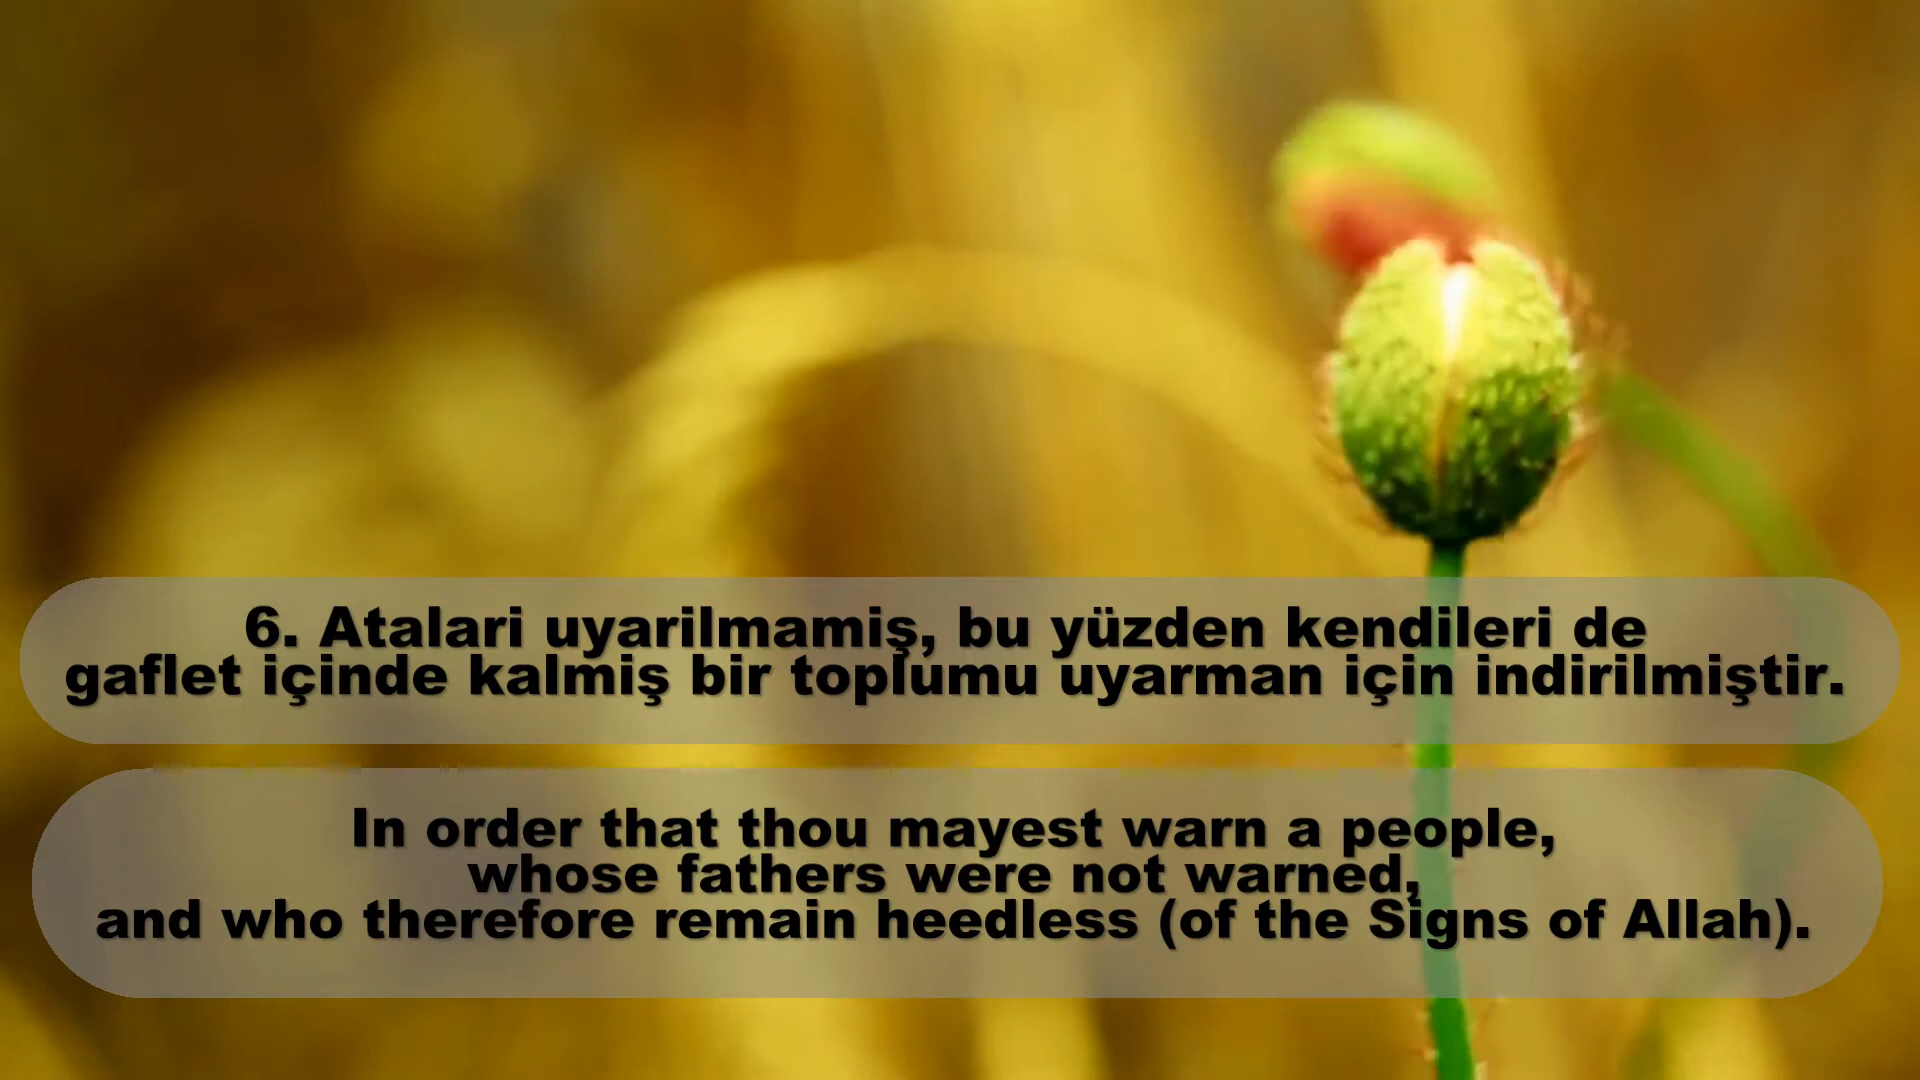 6. Atalari uyarilmamiş, bu yüzden kendileri de
gaflet içinde kalmiş bir toplumu uyarman için indirilmiştir.
In order that thou mayest warn a people,
whose fathers were not warned,
and who therefore remain heedless (of the Signs of Allah).